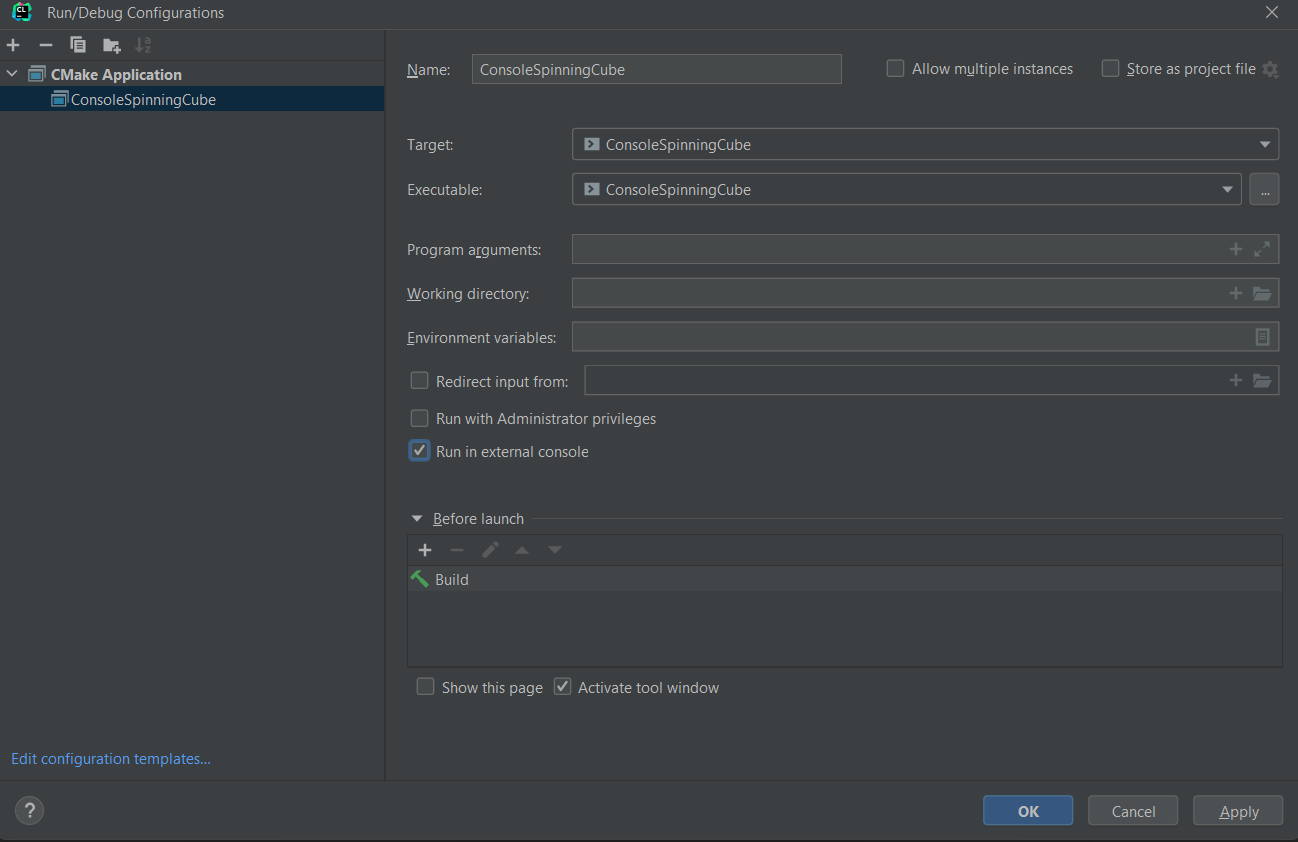 CL Run/Debug Configurations
CMake Application
ConsoleSpinningCube
Edit configuration templates...
Name: ConsoleSpinningCube Allow multiple instances Store as project file
Target: ConsoleSpinningCube
Executable: ConsoleSpinningCube ...
Program arguments:
Working directory:
Environment variables:
Redirect input from:
Run with Administrator privileges
Run in external console
Before launch
Build
Show this page Activate tool window
? OK Cancel Apply